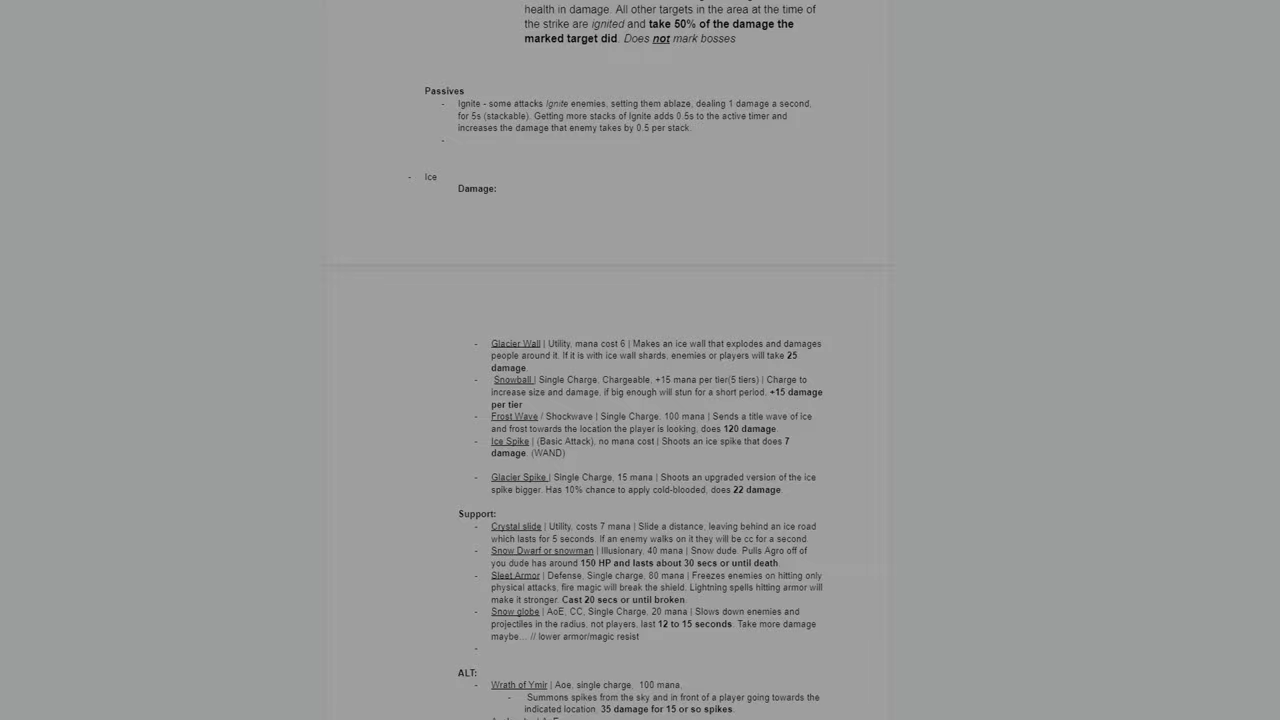 health in damage. All other targets in the area at the time of
the strike are ignited and take 50% of the damage the
marked target did. Does not mark bosses
Passives
- Ignite - some attacks Ignite enemies, setting them ablaze, dealing 1 damage a second,
for 5s (stackable). Getting more stacks of Ignite adds 0.5s to the active timer and
increases the damage that enemy takes by 0.5 per stack.
-
- Ice
Damage:
- Glacier Wall | Utility, mana cost 6 | Makes an ice wall that explodes and damages
people around it. If it is with ice wall shards, enemies or players will take 25
damage.
- Snowball | Single Charge, Chargeable, +15 mana per tier(5 tiers) | Charge to
increase size and damage, if big enough will stun for a short period. +15 damage
per tier
- Frost Wave / Shockwave | Single Charge, 100 mana | Sends a title wave of ice
and frost towards the location the player is looking, does 120 damage.
- Ice Spike | (Basic Attack), no mana cost | Shoots an ice spike that does 7
damage. (WAND)
- Glacier Spike | Single Charge, 15 mana | Shoots an upgraded version of the ice
spike bigger. Has 10% chance to apply cold-blooded, does 22 damage.
Support:
- Crystal slide | Utility, costs 7 mana | Slide a distance, leaving behind an ice road
which lasts for 5 seconds. If an enemy walks on it they will be cc for a second.
- Snow Dwarf or snowman | Illusionary, 40 mana | Snow dude. Pulls Agro off of
you dude has around 150 HP and lasts about 30 secs or until death.
- Sleet Armor | Defense, Single charge, 80 mana | Freezes enemies on hitting only
physical attacks, fire magic will break the shield. Lightning spells hitting armor will
make it stronger. Cast 20 secs or until broken.
- Snow globe | AoE, CC, Single Charge, 20 mana | Slows down enemies and
projectiles in the radius, not players, last 12 to 15 seconds. Take more damage
maybe... // lower armor/magic resist
-
ALT:
- Wrath of Ymir | Aoe, single charge, 100 mana,
- Summons spikes from the sky and in front of a player going towards the
indicated location, 35 damage for 15 or so spikes.